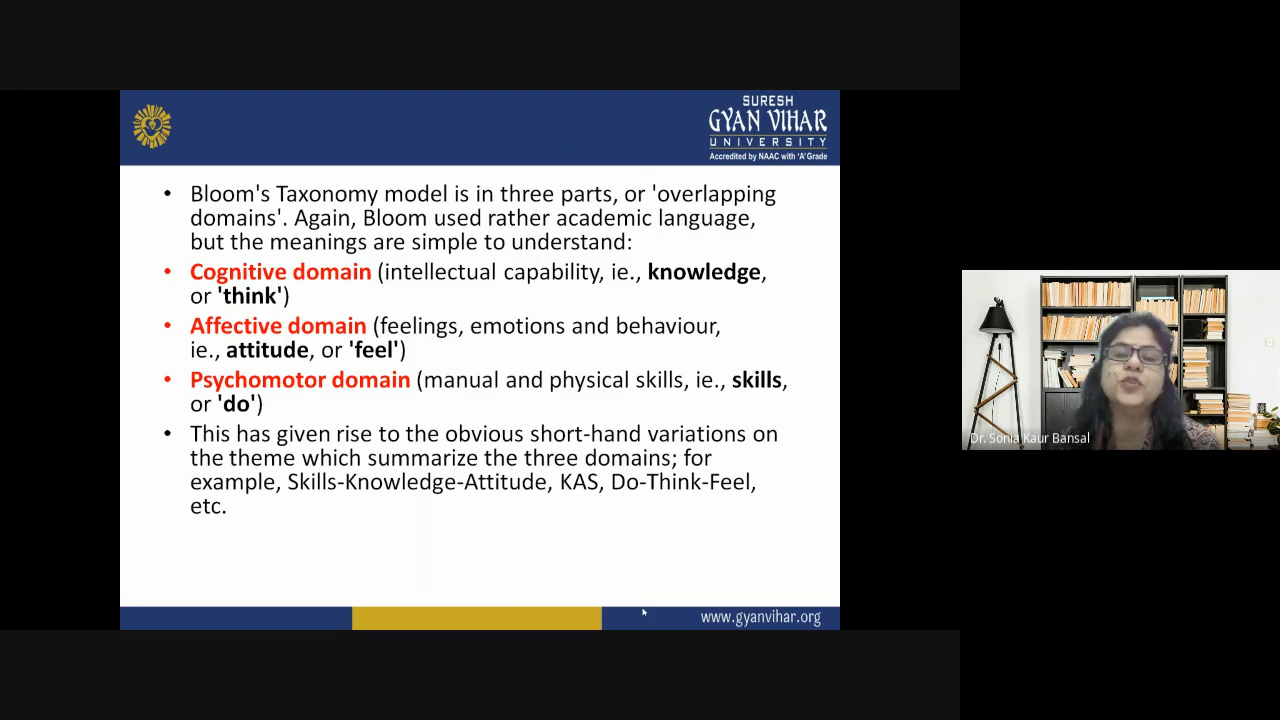 SURESH
GYAN VIHAR
UNIVERSITY
Accredited by NAAC with 'A' Grade
• Bloom's Taxonomy model is in three parts, or 'overlapping
domains'. Again, Bloom used rather academic language,
but the meanings are simple to understand:
• Cognitive domain (intellectual capability, ie., knowledge,
or 'think')
• Affective domain (feelings, emotions and behaviour,
ie., attitude, or 'feel')
• Psychomotor domain (manual and physical skills, ie., skills,
or 'do')
• This has given rise to the obvious short-hand variations on
the theme which summarize the three domains; for
example, Skills-Knowledge-Attitude, KAS, Do-Think-Feel,
etc.
www.gyanvihar.org
Dr. Sonia Kaur Bansal